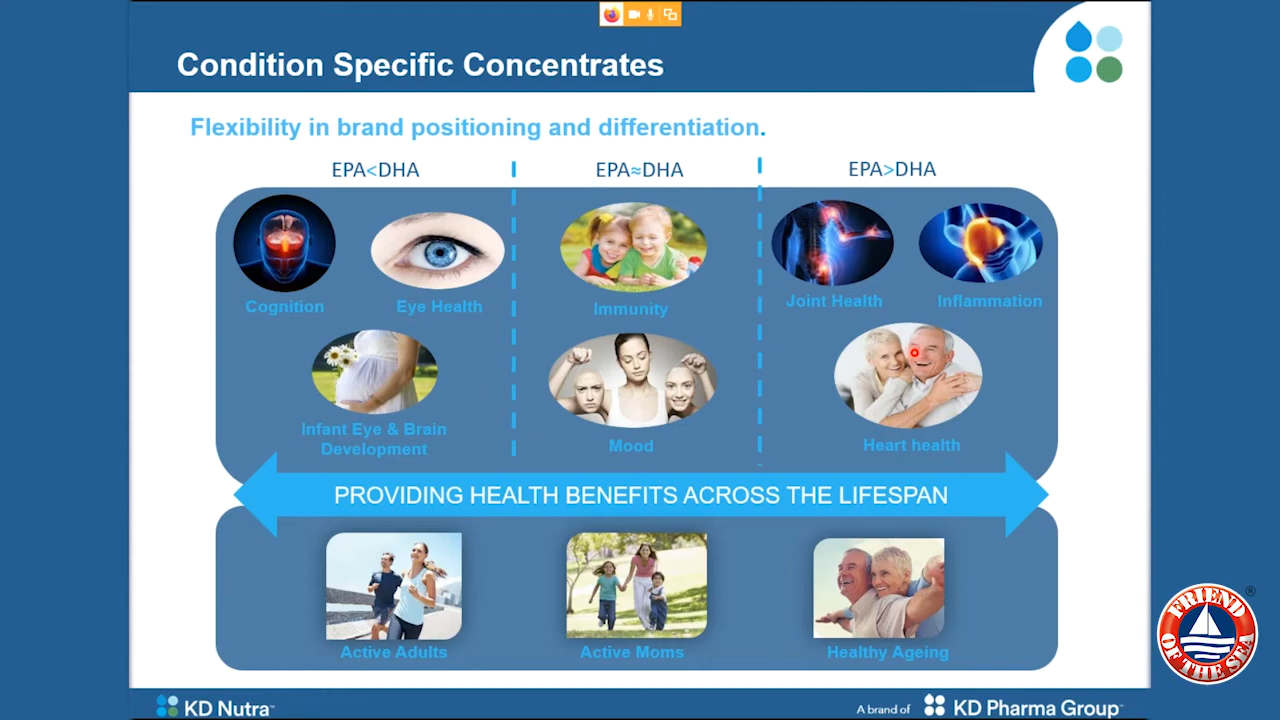 Condition Specific Concentrates
Flexibility in brand positioning and differentiation.
EPA<DHA
EPA≈DHA
EPA>DHA
Cognition
Eye Health
Immunity
Joint Health
Inflammation
Infant Eye & Brain
Development
Mood
Heart health
PROVIDING HEALTH BENEFITS ACROSS THE LIFESPAN
Active Adults
Active Moms
Healthy Ageing
FRIEND
OF THE SEA
®
KD Nutra™
A brand of
KD Pharma Group™